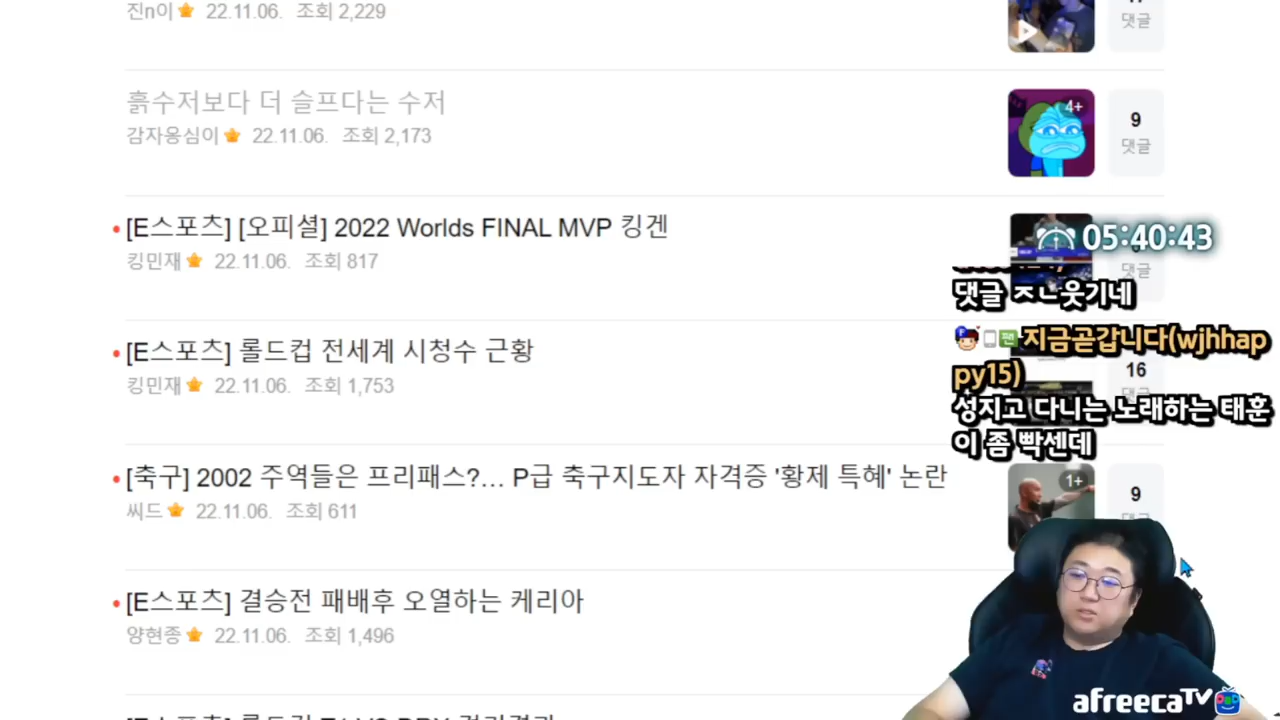 진n이 22.11.06. 조회 2,229
댓글
흙수저보다 더 슬프다는 수저
감자옹심이 22.11.06. 조회 2,173
4+
9
댓글
[E스포츠] [오피셜] 2022 Worlds FINAL MVP 킹겐
킹민재 22.11.06. 조회 817
05:40:43
댓글
댓글 ㅈㄴ웃기네
[E스포츠] 롤드컵 전세계 시청수 근황
킹민재 22.11.06. 조회 1,753
팬 지금곧갑니다(wjhhap
py15)
16
성지고 다니는 노래하는 태훈
이 좀 빡센데
[축구] 2002 주역들은 프리패스?... P급 축구지도자 자격증 '황제 특혜' 논란
씨드 22.11.06. 조회 611
1+
9
[E스포츠] 결승전 패배후 오열하는 케리아
양현종 22.11.06. 조회 1,496
afreecaTV